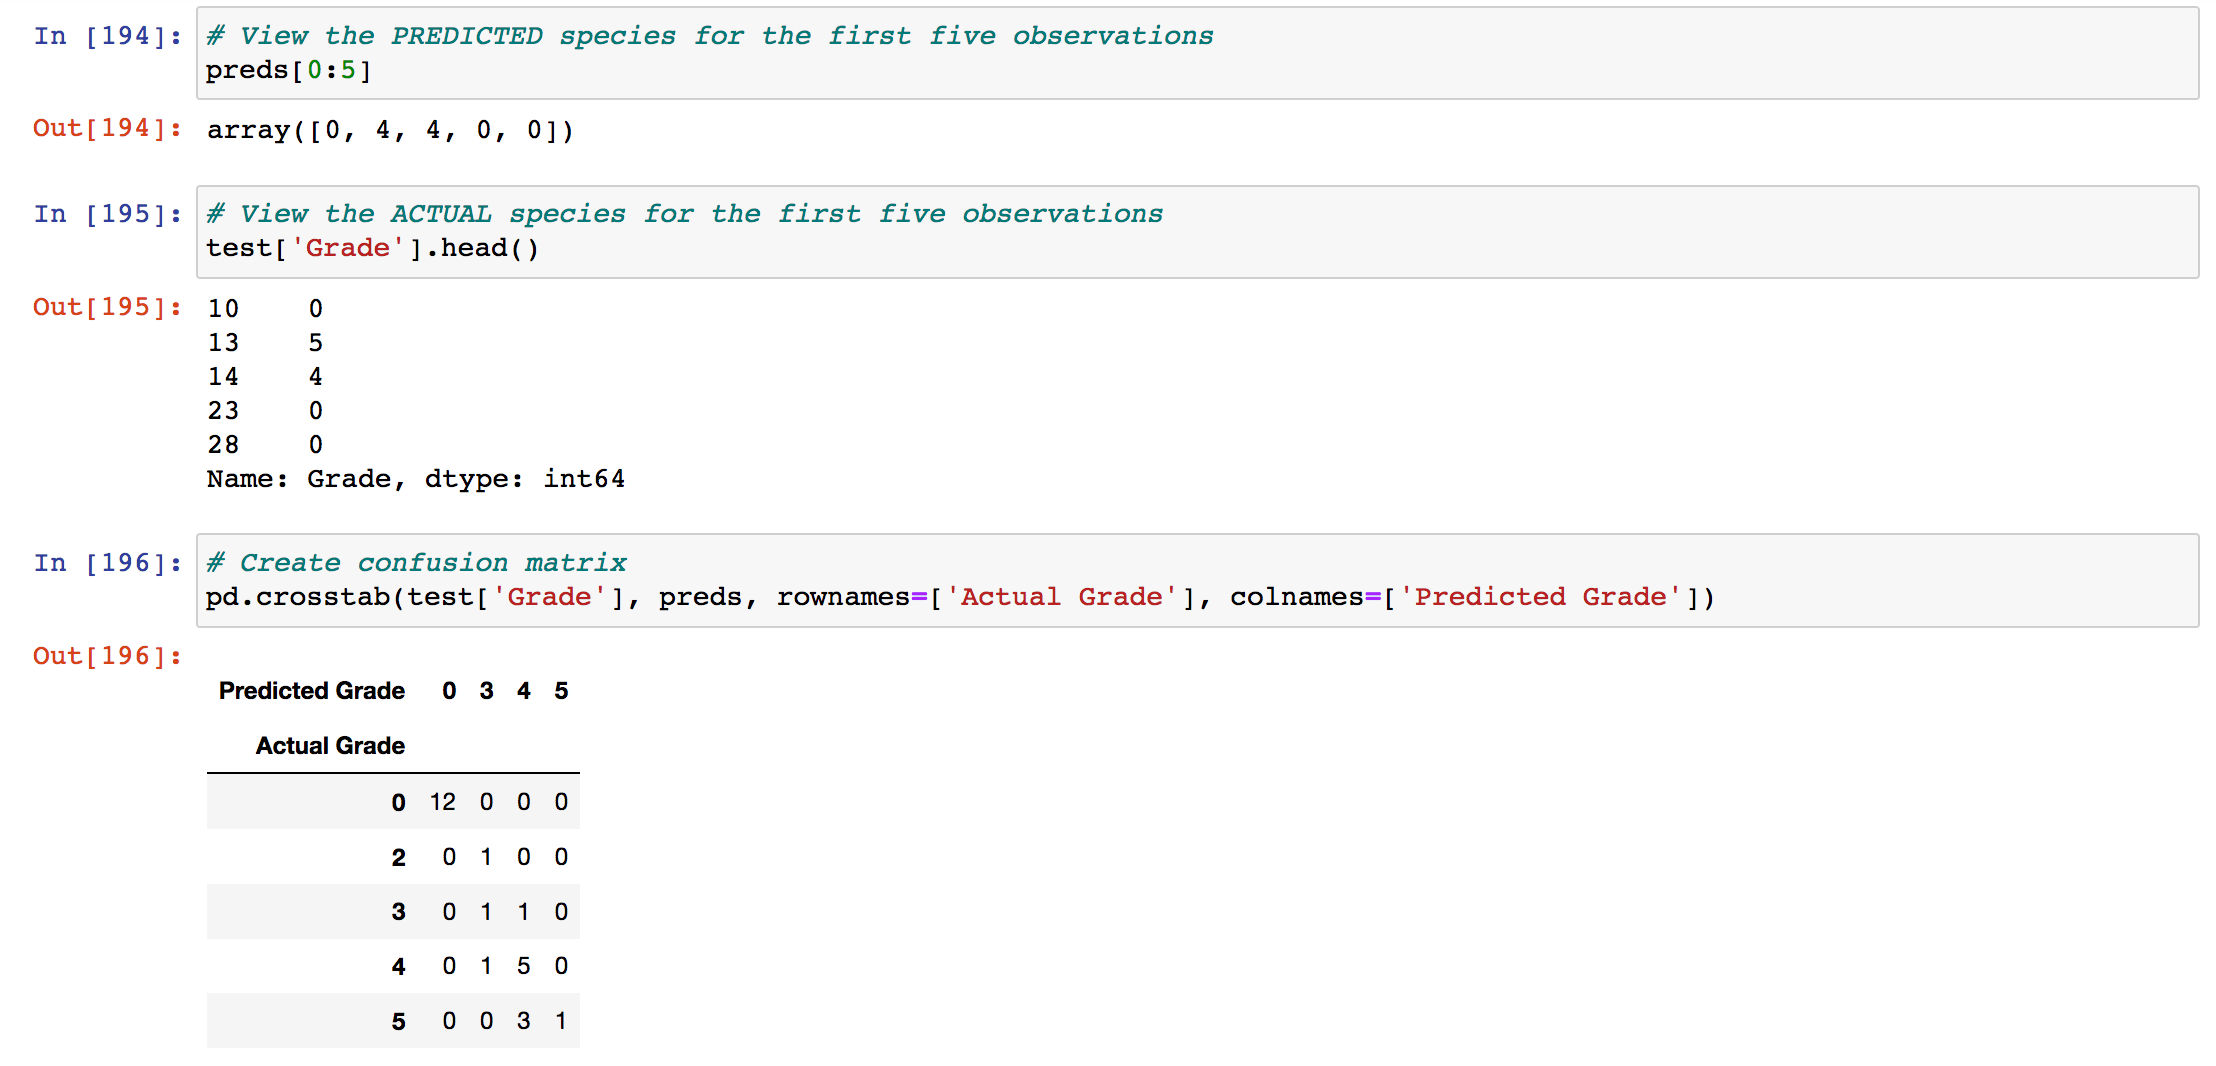 In [194]: # View the PREDICTED species for the first five observations
preds[0:5]
Out[194]: array([0, 4, 4, 0, 0])
In [195]: # View the ACTUAL species for the first five observations
test['Grade'].head()
Out[195]: 10    0
13    5
14    4
23    0
28    0
Name: Grade, dtype: int64
In [196]: # Create confusion matrix
pd.crosstab(test['Grade'], preds, rownames=['Actual Grade'], colnames=['Predicted Grade'])
Out[196]:
Predicted Grade 0 3 4 5
Actual Grade
0 12 0 0 0
2 0 1 0 0
3 0 1 1 0
4 0 1 5 0
5 0 0 3 1